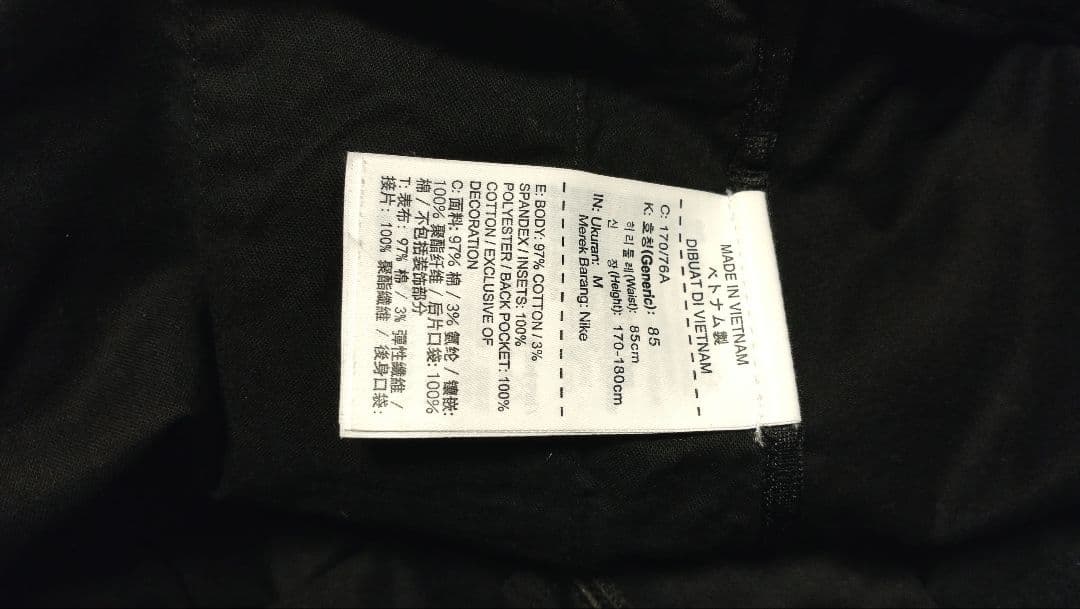 MADE IN VIETNAM
ベトナム製
DIBUAT DI VIETNAM
C: 170/76A
K: 호칭(Generic): 85
허리둘레(Waist): 85cm
신 장(Height): 170-180cm
IN: Ukuran: M
Merek Barang: Nike
E: BODY: 97% COTTON / 3%
SPANDEX / INSETS: 100%
POLYESTER / BACK POCKET: 100%
COTTON / EXCLUSIVE OF
DECORATION
C: 面料: 97% 棉 / 3% 氨纶 / 镶嵌:
100% 聚酯纤维 / 后片口袋: 100%
棉 / 不包括装饰部分
T: 表布: 97% 棉 / 3% 彈性纖維 /
接片: 100% 聚酯纖維 / 後身口袋: